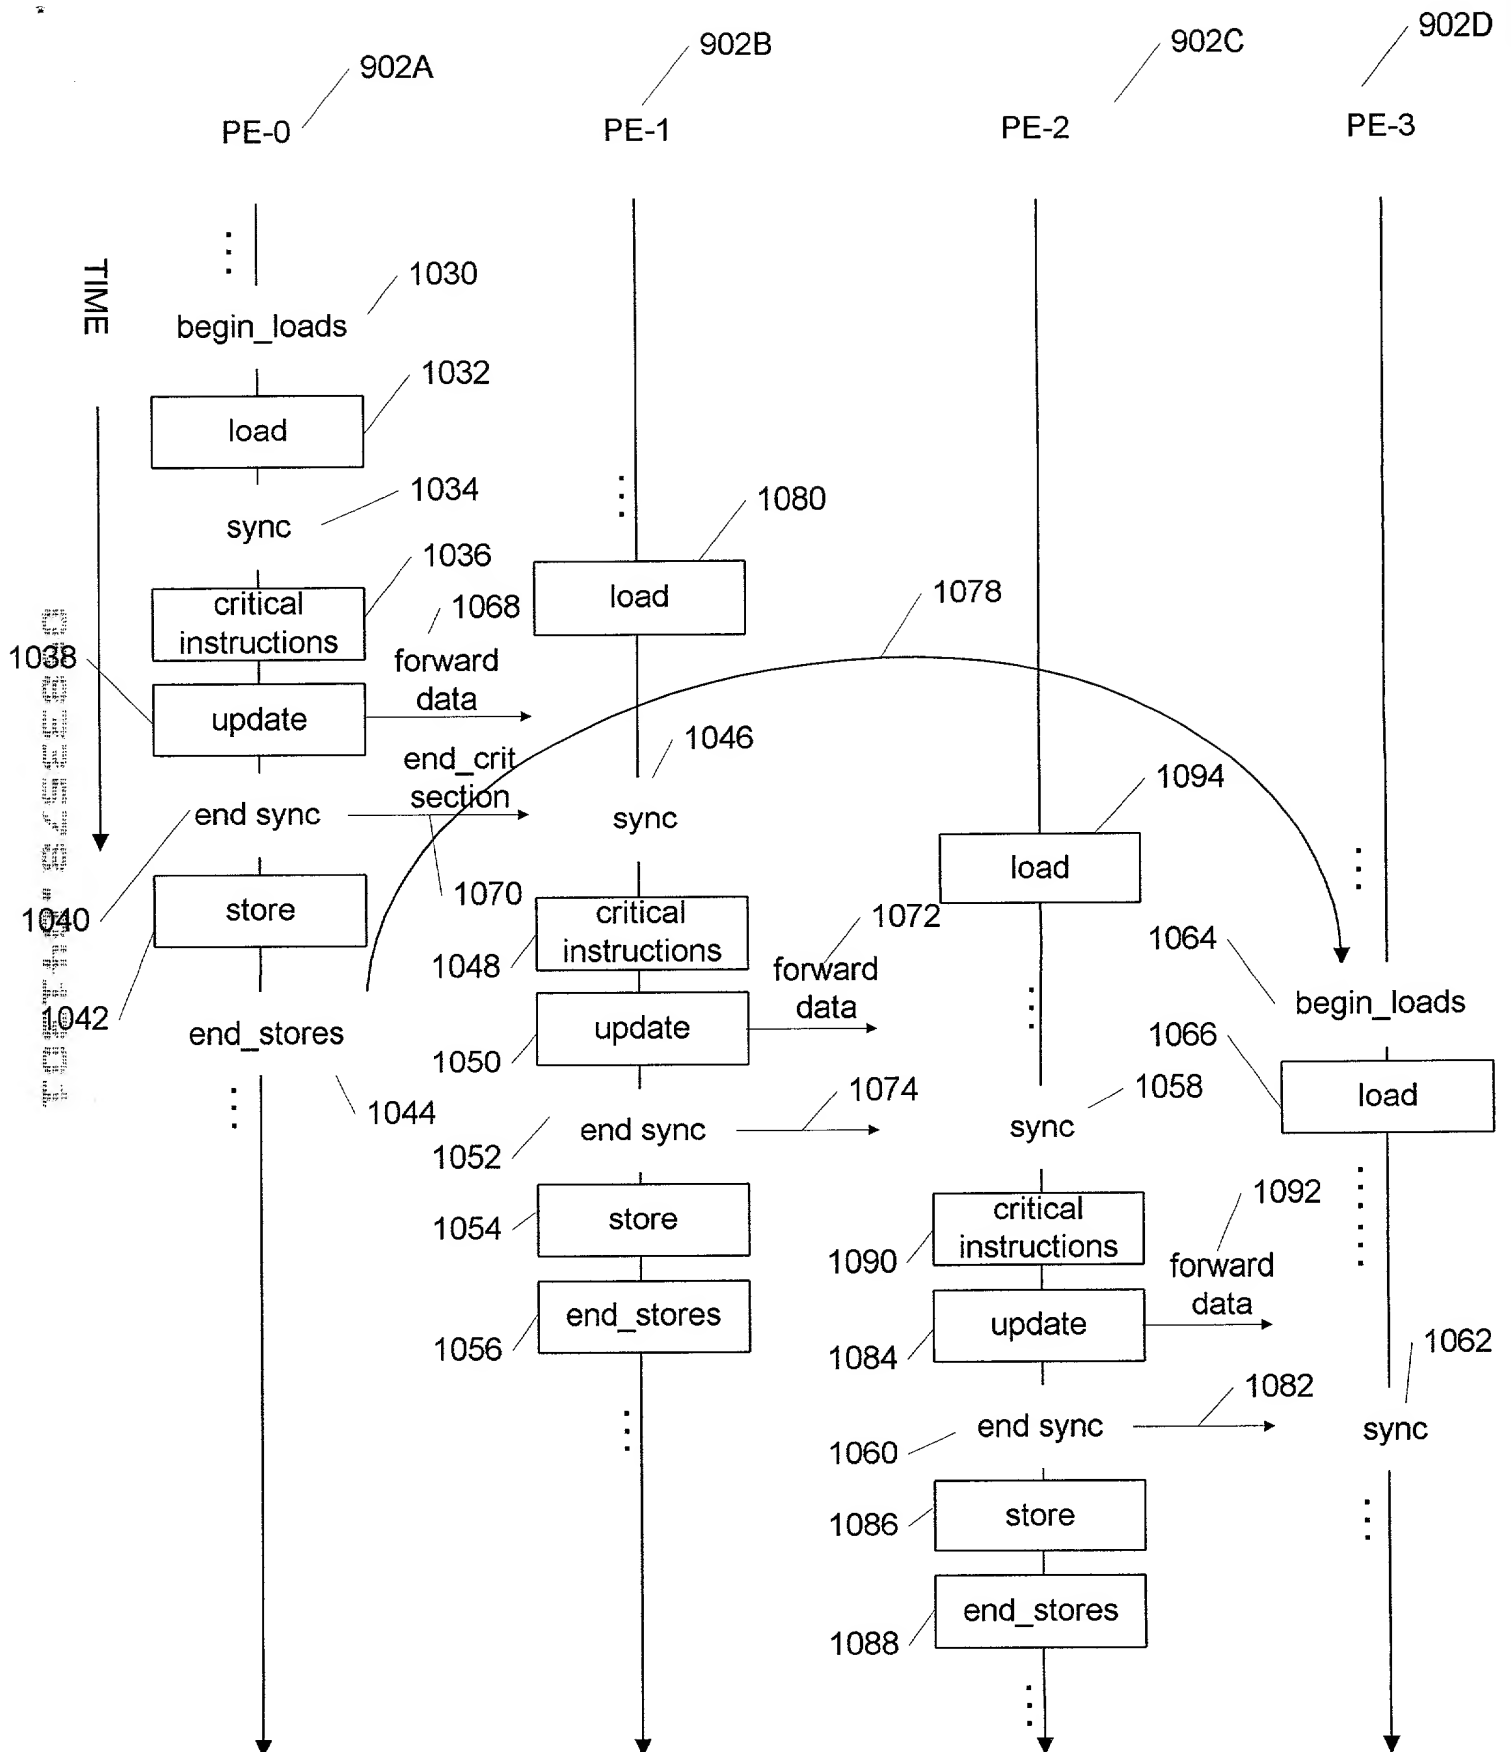 902A
902B
902C
902D
PE-0
PE-1
PE-2
PE-3
TIME
1030
begin_loads
1032
load
1034
sync
1036
critical
instructions
1038
update
1068
forward
data
end_crit
section
1070
1040
end sync
1042
store
end_stores
1044
1080
load
1046
sync
1048
critical
instructions
1050
update
1072
forward
data
1052
end sync
1074
1054
store
1056
end_stores
1078
1094
load
1058
sync
1090
critical
instructions
1084
update
1092
forward
data
1060
end sync
1082
1086
store
1088
end_stores
1064
begin_loads
1066
load
1062
sync